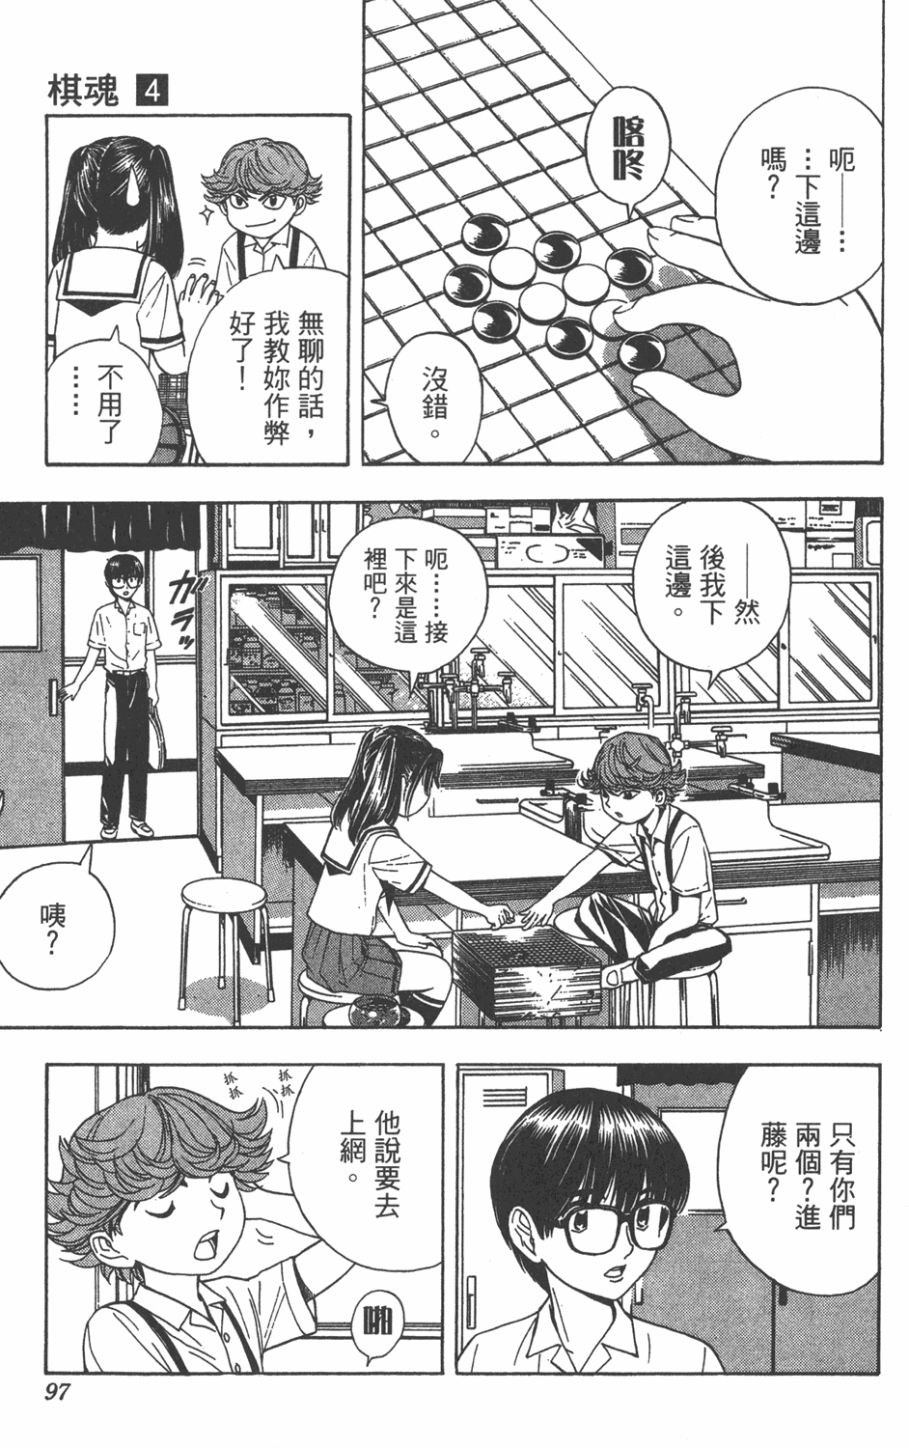 棋魂 4
呃——…
…下這邊
嗎？
喀咚
沒錯。
無聊的話，
我教妳作弊
好了！
不用了
……
——然
後我下
這邊。
呃……接
下來是這
裡吧？
ガラッ
咦？
只有你們
兩個？進
藤呢？
他說要去
上網。
抓抓
抓抓
啪
97